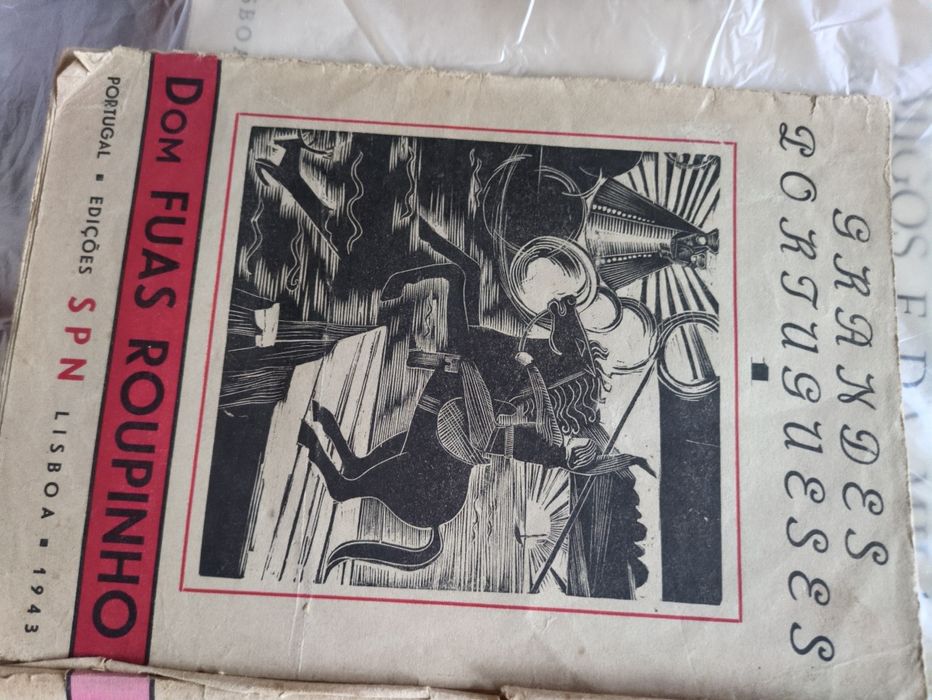 GRANDES
PORTUGUESES
DOM FUAS ROUPINHO
PORTUGAL ▪ EDIÇÕES SPN LISBOA ▪ 1943